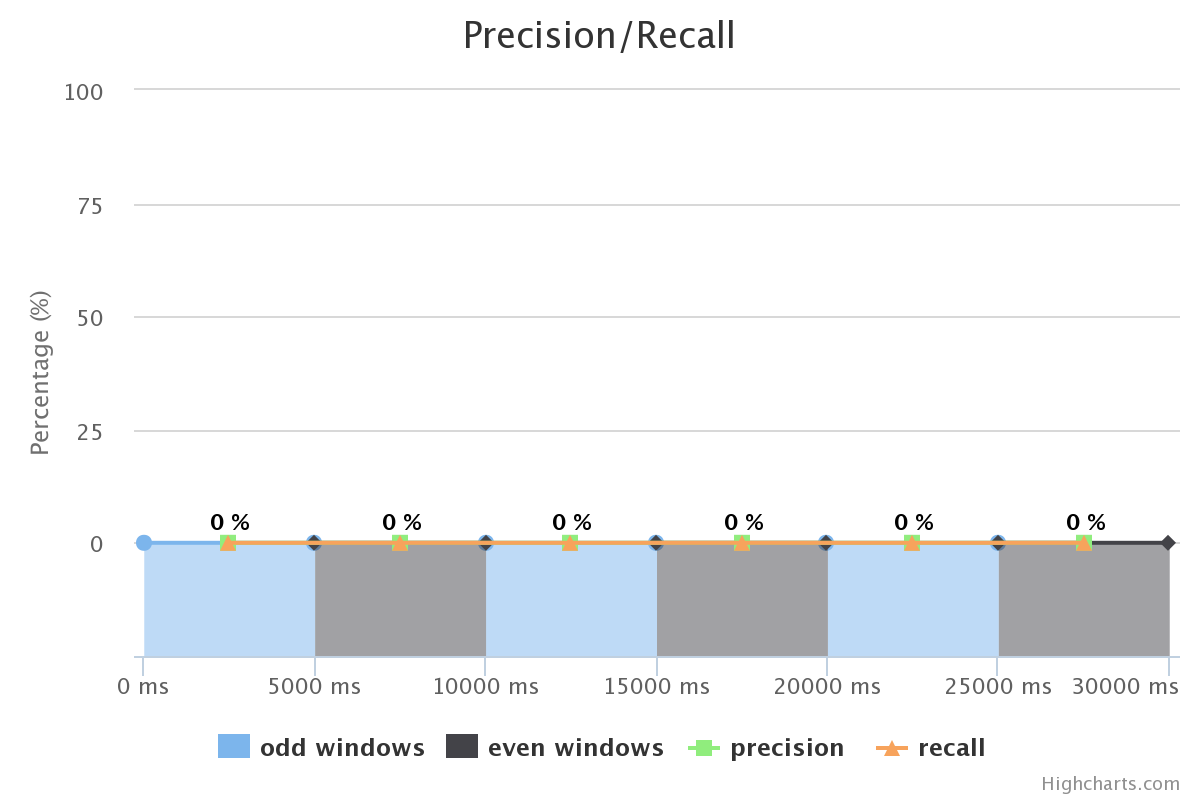 Precision/Recall
Percentage (%)
100
75
50
25
0
0 % 0 % 0 % 0 % 0 % 0 %
0 ms 5000 ms 10000 ms 15000 ms 20000 ms 25000 ms 30000 ms
odd windows even windows precision recall
Highcharts.com